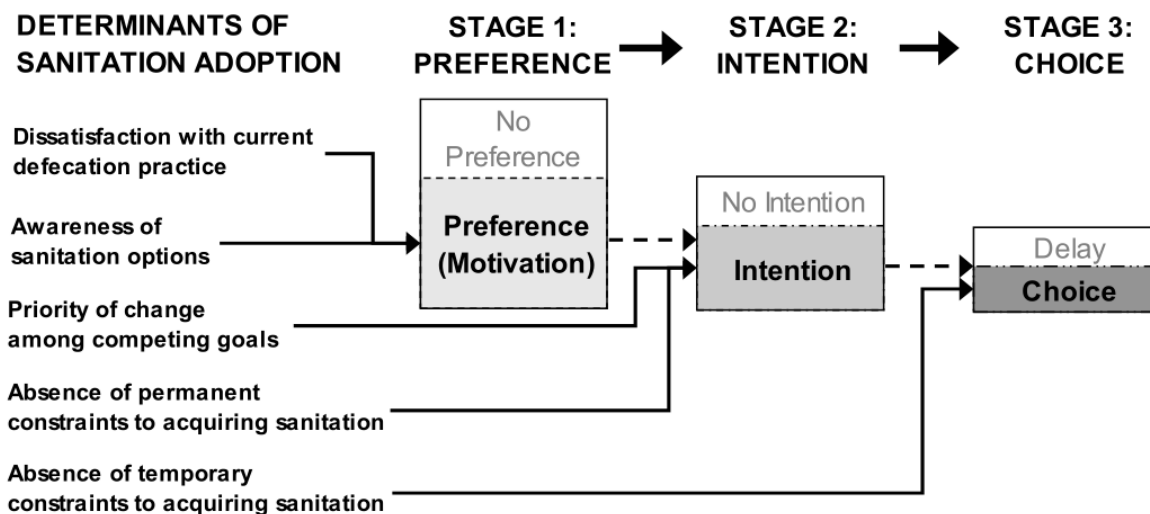 DETERMINANTS OF
SANITATION ADOPTION
STAGE 1:
PREFERENCE
STAGE 2:
INTENTION
STAGE 3:
CHOICE
Dissatisfaction with current
defecation practice
Awareness of
sanitation options
Priority of change
among competing goals
Absence of permanent
constraints to acquiring sanitation
Absence of temporary
constraints to acquiring sanitation
No
Preference
Preference
(Motivation)
No Intention
Intention
Delay
Choice